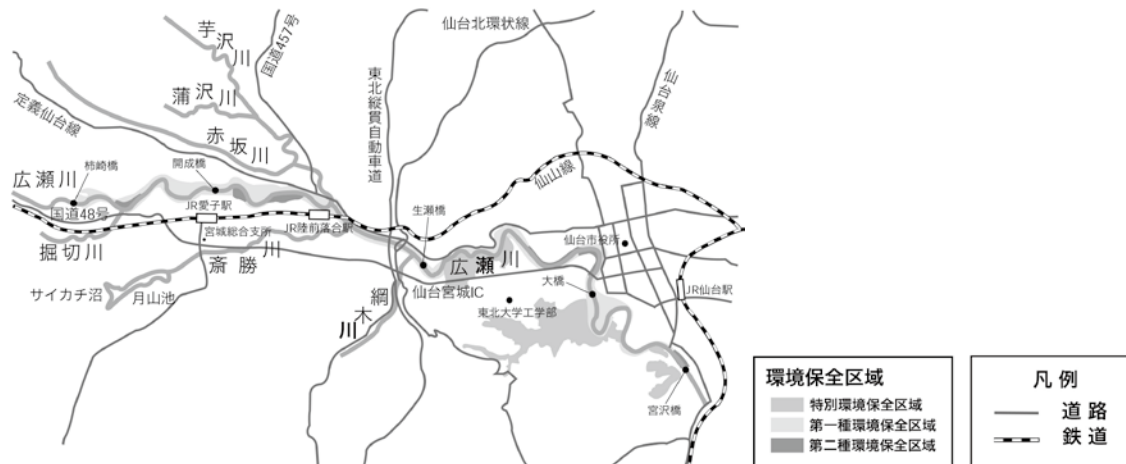 芋沢川
国道457号
仙台北環状線
東北縦貫自動車道
仙台泉線
蒲沢川
定義仙台線
赤坂川
柿崎橋
開成橋
広瀬川
国道48号
JR愛子駅
仙山線
生瀬橋
宮城総合支所
JR陸前落合駅
掘切川
斎勝川
広瀬川
仙台市役所
サイカチ沼
月山池
仙台宮城IC
綱木川
大橋
JR仙台駅
東北大学工学部
宮沢橋
環境保全区域
特別環境保全区域
第一種環境保全区域
第二種環境保全区域
凡例
道路
鉄道